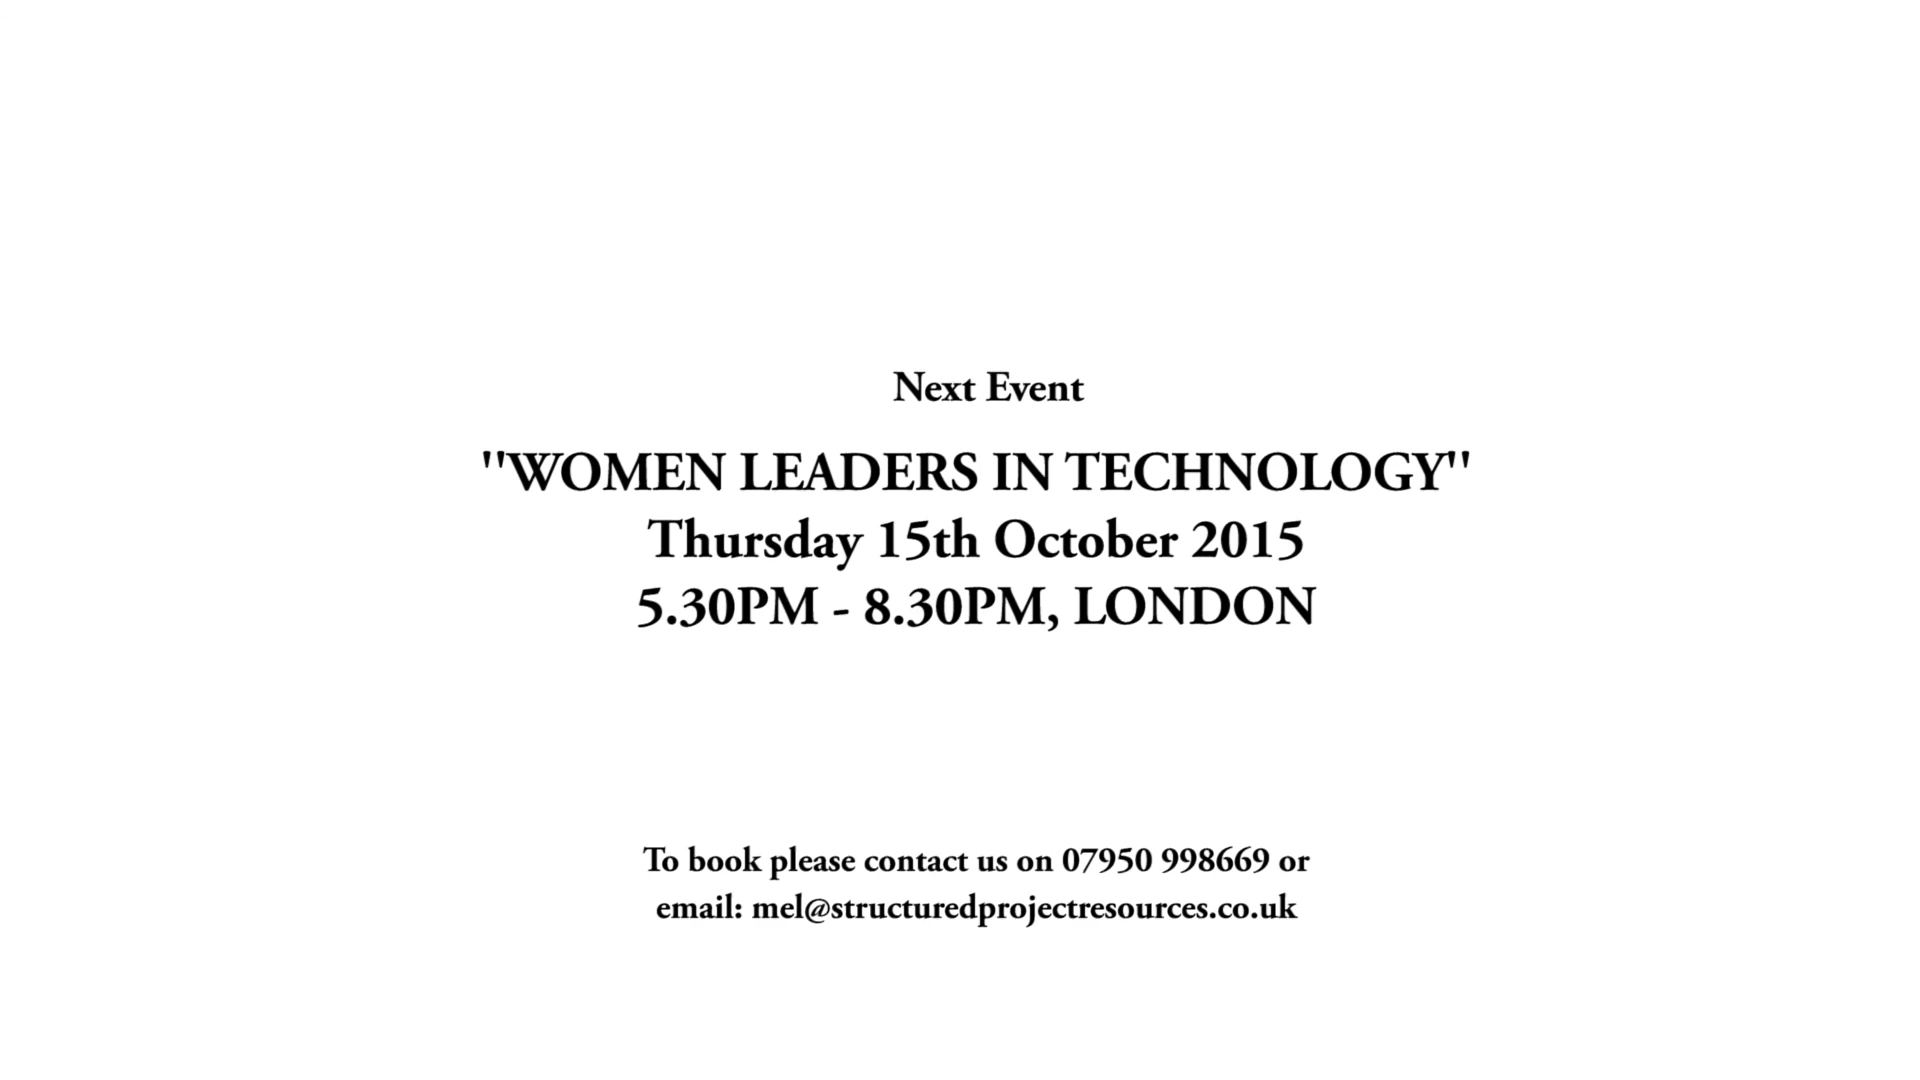 Next Event
"WOMEN LEADERS IN TECHNOLOGY"
Thursday 15th October 2015
5.30PM - 8.30PM, LONDON
To book please contact us on 07950 998669 or
email: mel@structuredprojectresources.co.uk